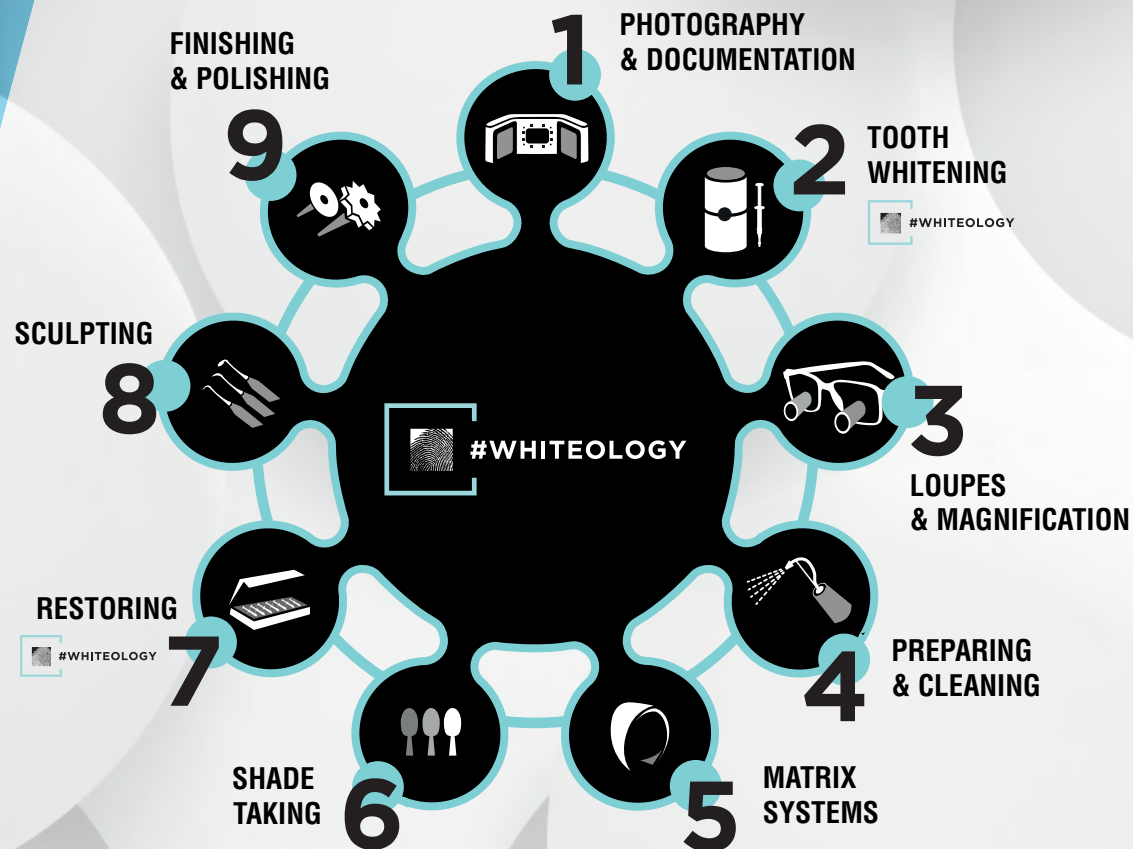 1
PHOTOGRAPHY
& DOCUMENTATION
2
TOOTH
WHITENING
#WHITEOLOGY
3
LOUPES
& MAGNIFICATION
4
PREPARING
& CLEANING
5
MATRIX
SYSTEMS
6
SHADE
TAKING
7
RESTORING
#WHITEOLOGY
8
SCULPTING
9
FINISHING
& POLISHING
#WHITEOLOGY